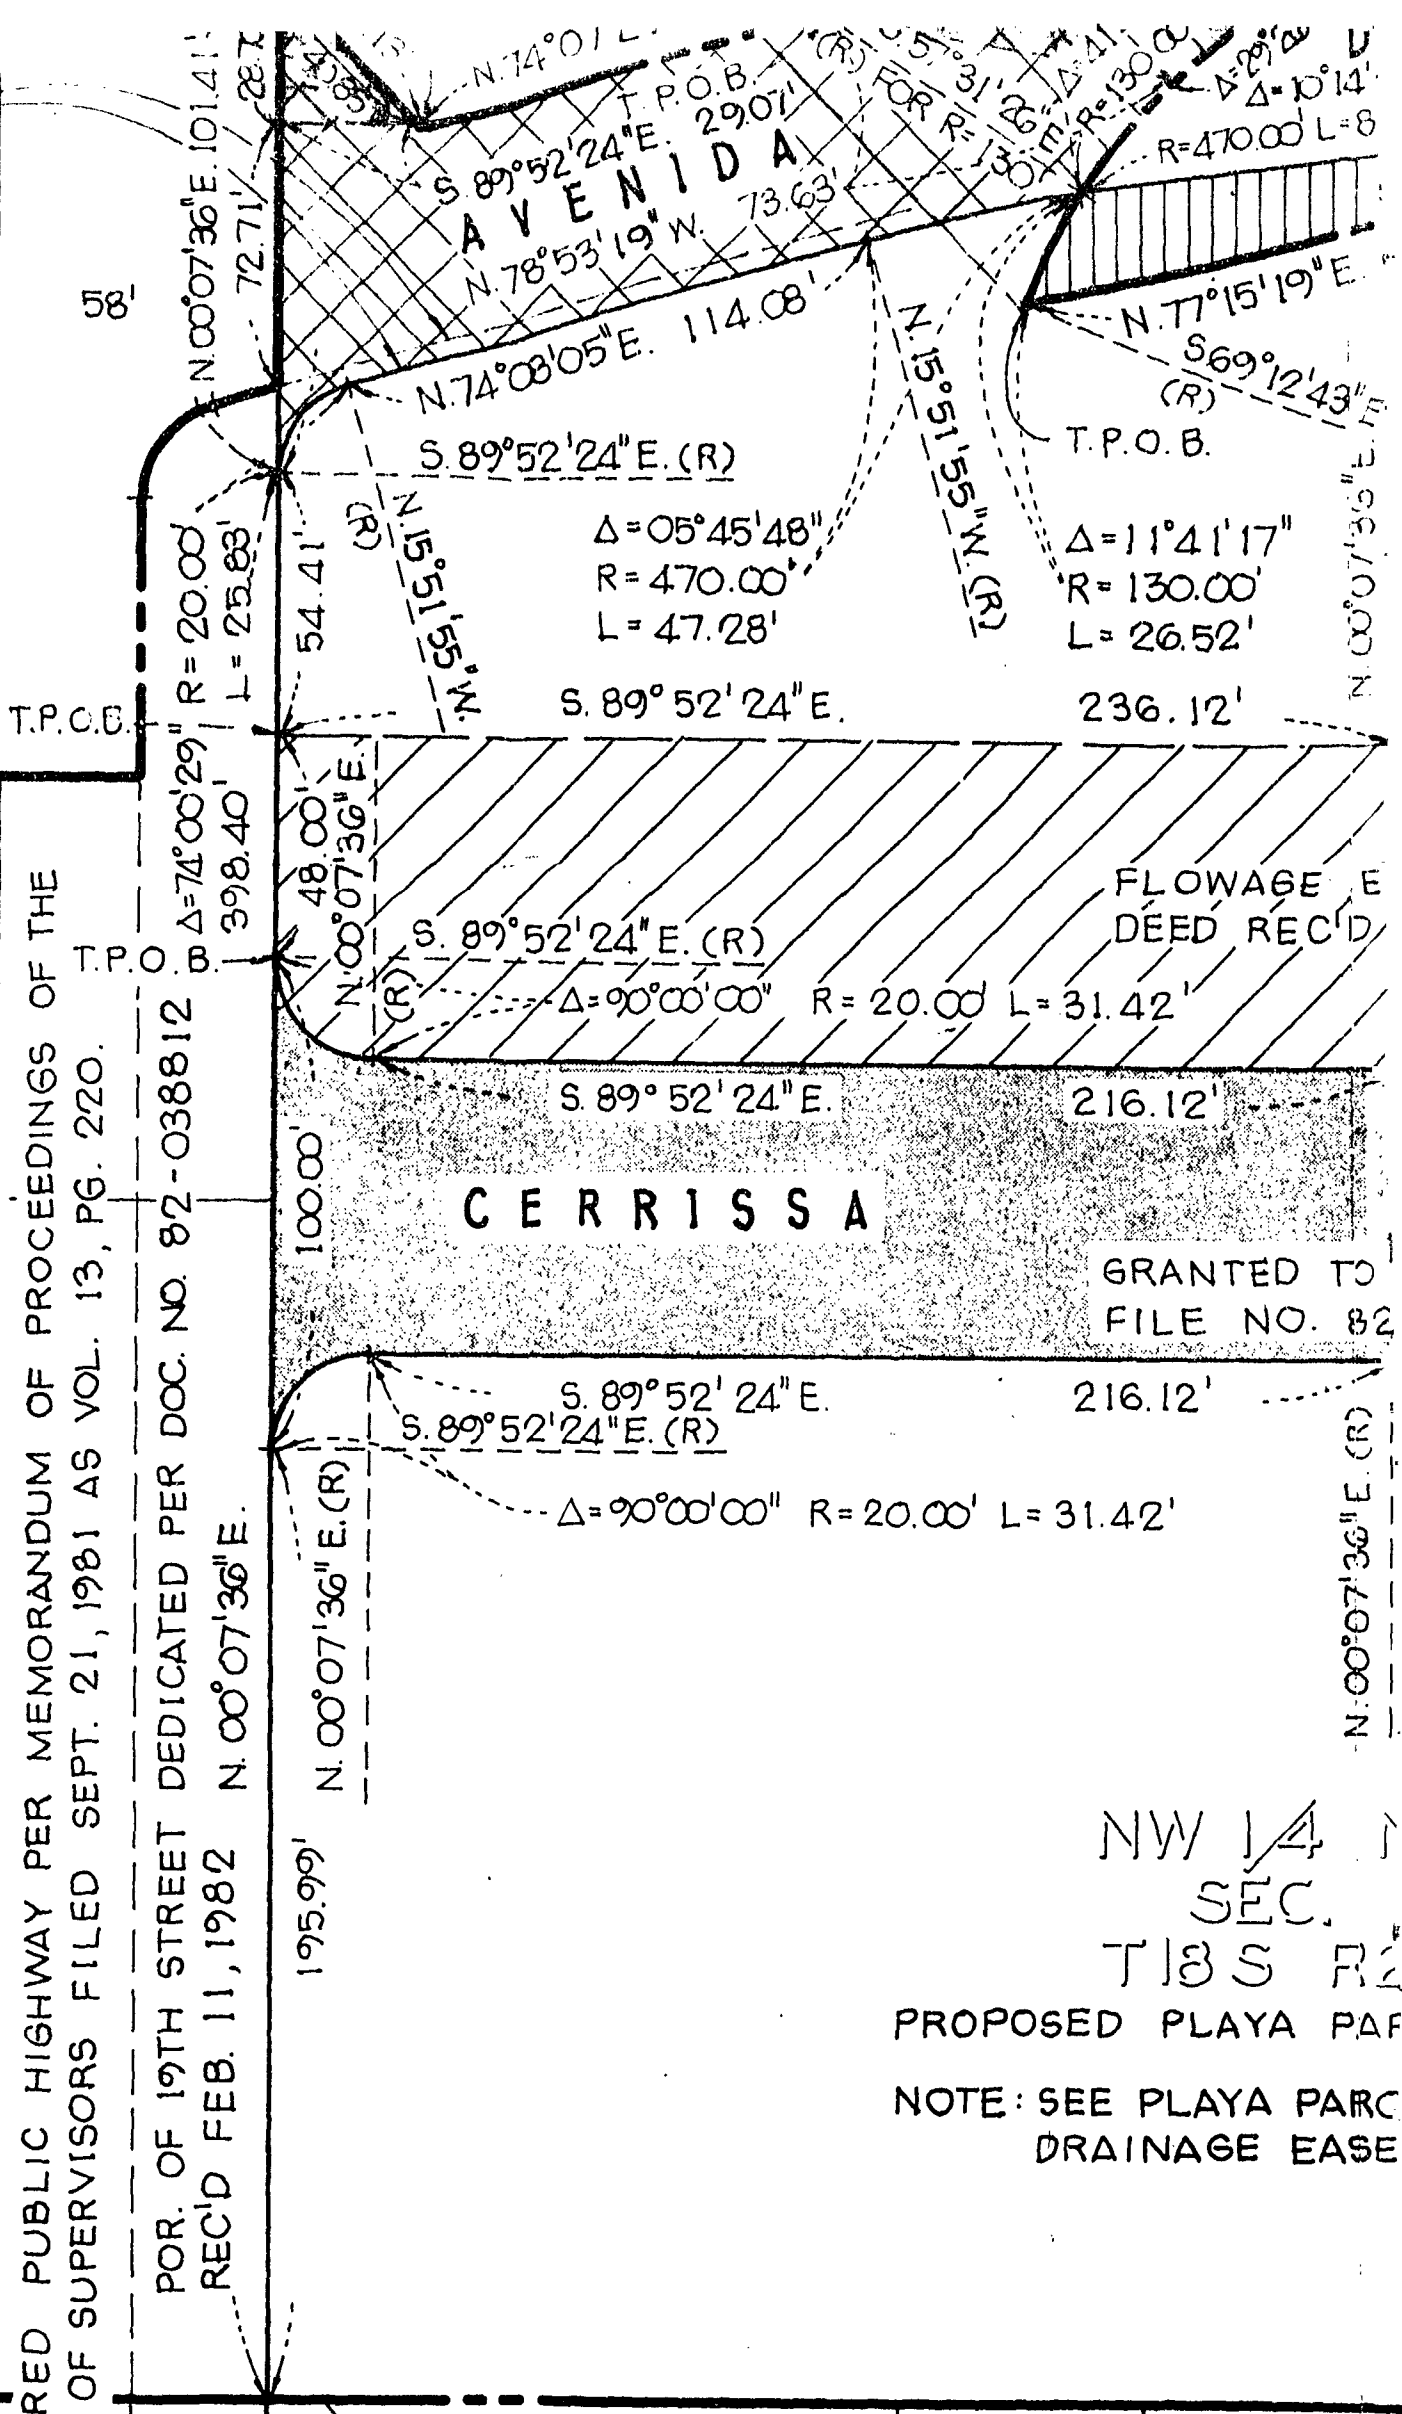 N.00°07'36"E. 101.41'
72.71'
58'
T.P.O.B.
S.89°52'24"E. 29.07'
AVENIDA
N.78°53'19"W. 73.63'
N.74°08'05"E. 114.08'
R=470.00'
Δ=10°14'
N.77°15'19"E.
S69°12'43"E
(R)
T.P.O.B.
S.89°52'24"E.(R)
N.15°51'55"W.
(R)
N.15°51'55"W.(R)
Δ=05°45'48"
R=470.00'
L=47.28'
Δ=11°41'17"
R=130.00'
L=26.52'
N.00°07'36"E.
Δ=74°00'29" R=20.00'
L=25.83'
54.41'
398.40'
T.P.O.B.
S.89°52'24"E. 236.12'
48.00'
N.00°07'36"E.
(R)
FLOWAGE E
DEED REC'D
T.P.O.B.
S.89°52'24"E.(R)
Δ=90°00'00" R=20.00' L=31.42'
S.89°52'24"E. 216.12'
100.00'
CERRISSA
GRANTED TO
FILE NO. 82
S.89°52'24"E. 216.12'
S.89°52'24"E.(R)
Δ=90°00'00" R=20.00' L=31.42'
N.00°07'36"E.(R)
N.00°07'36"E.(R)
195.99'
RED PUBLIC HIGHWAY PER MEMORANDUM OF PROCEEDINGS OF THE
OF SUPERVISORS FILED SEPT. 21, 1981 AS VOL. 13, PG. 220.
POR. OF 19TH STREET DEDICATED PER DOC. NO. 82-038812
REC'D FEB. 11, 1982 N.00°07'36"E.
NW 1/4
SEC.
T18S R2
PROPOSED PLAYA PAR
NOTE: SEE PLAYA PARC
DRAINAGE EASE